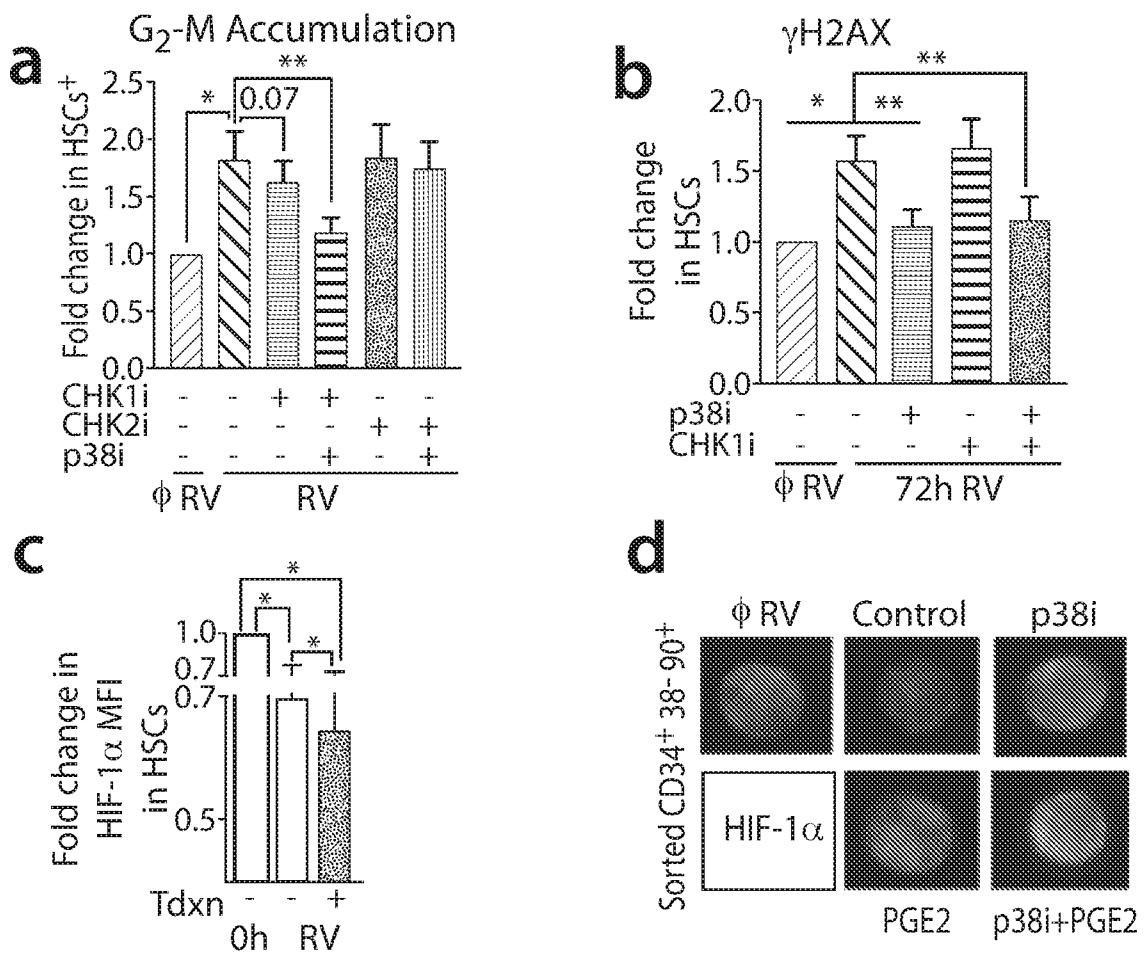 a
G₂-M Accumulation
Fold change in HSCs⁺
2.5
2.0
1.5
1.0
0.5
0.0
* 0.07 **
CHK1i - - + + - -
CHK2i - - - - + +
p38i - - - + - +
ϕ RV RV
b
γH2AX
Fold change
in HSCs
2.0
1.5
1.0
0.5
0.0
* ** **
p38i - - + - +
CHK1i - - - + +
ϕ RV 72h RV
c
Fold change in
HIF-1α MFI
in HSCs
1.0
0.7
0.7
0.5
* * *
Tdxn - - +
0h RV
d
Sorted CD34⁺ 38- 90⁺
ϕ RV Control p38i
HIF-1α
PGE2 p38i+PGE2